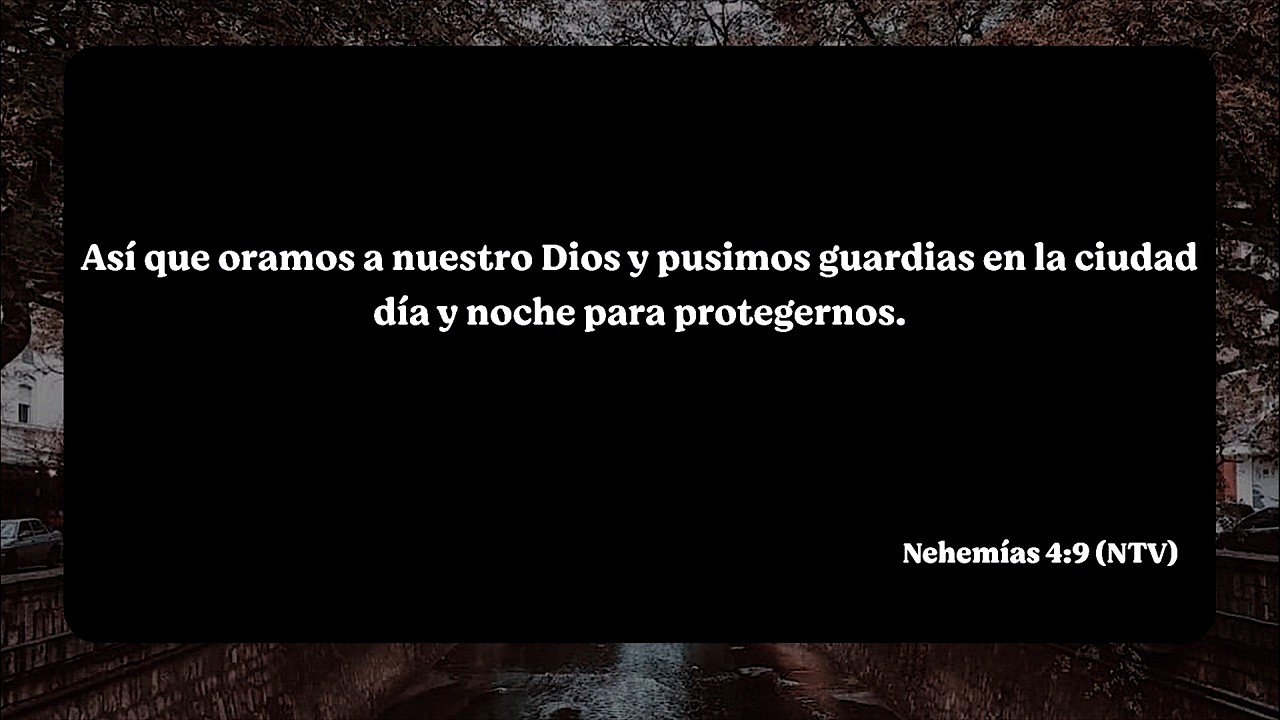 Así que oramos a nuestro Dios y pusimos guardias en la ciudad
día y noche para protegernos.
Nehemías 4:9 (NTV)